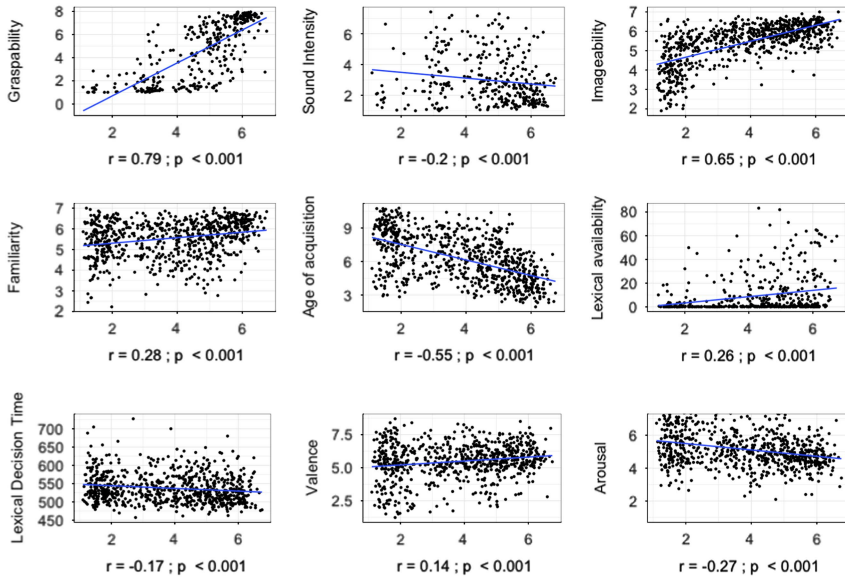 Graspability
8
6
4
2
0
2 4 6
r = 0.79 ; p < 0.001
Sound Intensity
6
4
2
2 4 6
r = -0.2 ; p < 0.001
Imageability
7
6
5
4
3
2
2 4 6
r = 0.65 ; p < 0.001
Familiarity
7
6
5
4
3
2
2 4 6
r = 0.28 ; p < 0.001
Age of acquisition
9
6
3
2 4 6
r = -0.55 ; p < 0.001
Lexical availability
80
60
40
20
0
2 4 6
r = 0.26 ; p < 0.001
Lexical Decision Time
700
650
600
550
500
450
2 4 6
r = -0.17 ; p < 0.001
Valence
7.5
5.0
2.5
2 4 6
r = 0.14 ; p < 0.001
Arousal
6
4
2
2 4 6
r = -0.27 ; p < 0.001